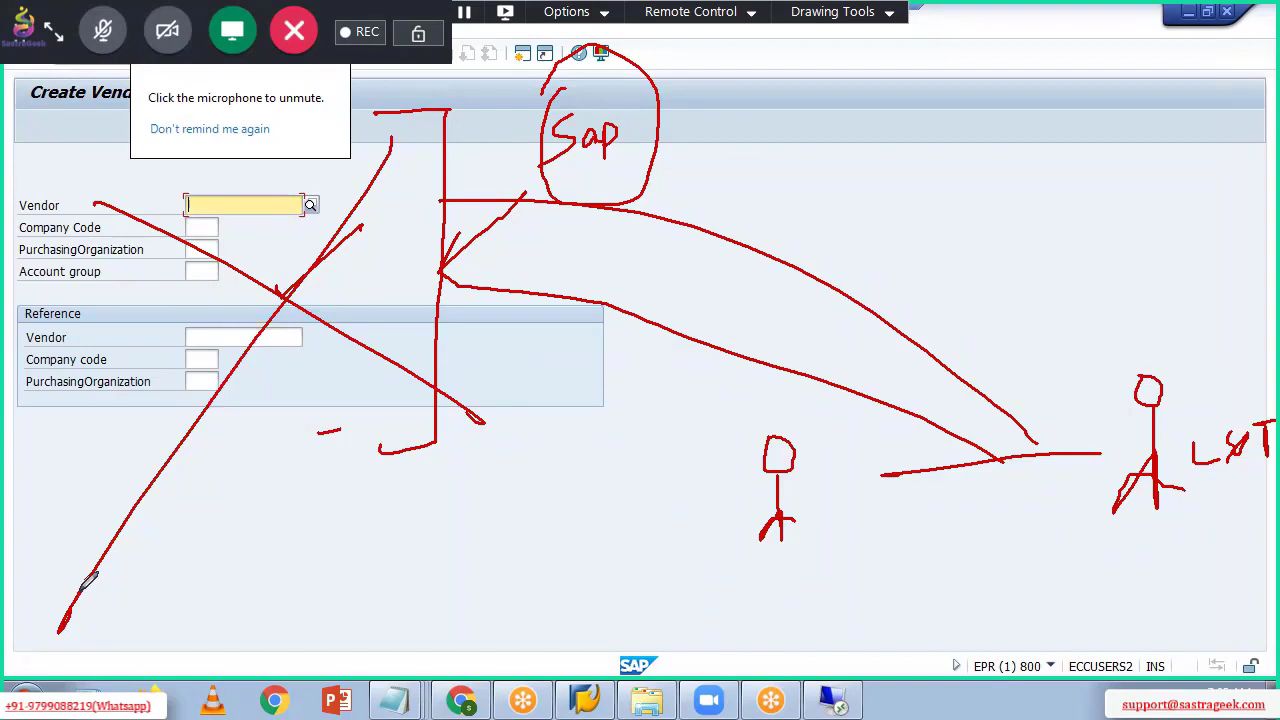 Options
Remote Control
Drawing Tools
SASTRAGEEK
REC
Click the microphone to unmute.
Don't remind me again
Create Vend
Sap
Vendor
Company Code
PurchasingOrganization
Account group
Reference
Vendor
Company code
PurchasingOrganization
L&T
SAP
EPR (1) 800
ECCUSERS2
INS
+91-9799088219(Whatsapp)
support@sastrageek.com